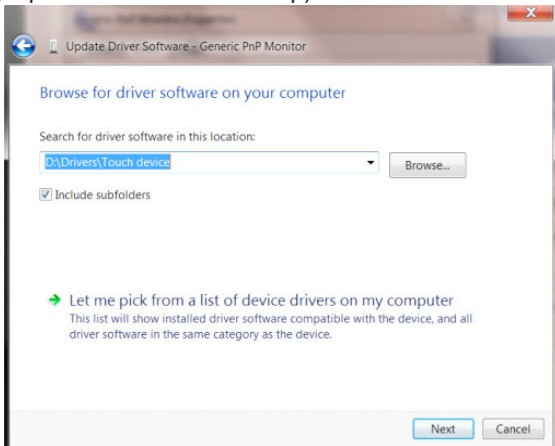 Update Driver Software - Generic PnP Monitor
Browse for driver software on your computer
Search for driver software in this location:
D:\Drivers\Touch device
Browse...
Include subfolders
Let me pick from a list of device drivers on my computer
This list will show installed driver software compatible with the device, and all
driver software in the same category as the device.
Next
Cancel